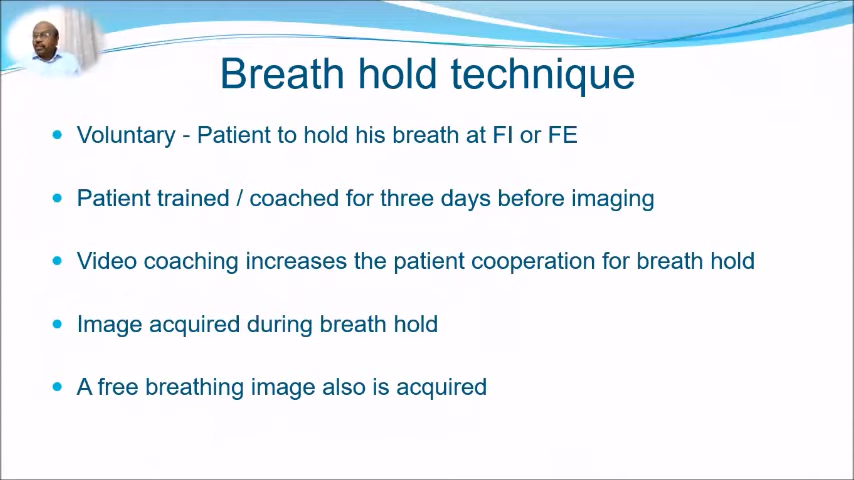 Breath hold technique
Voluntary - Patient to hold his breath at FI or FE
Patient trained / coached for three days before imaging
Video coaching increases the patient cooperation for breath hold
Image acquired during breath hold
A free breathing image also is acquired